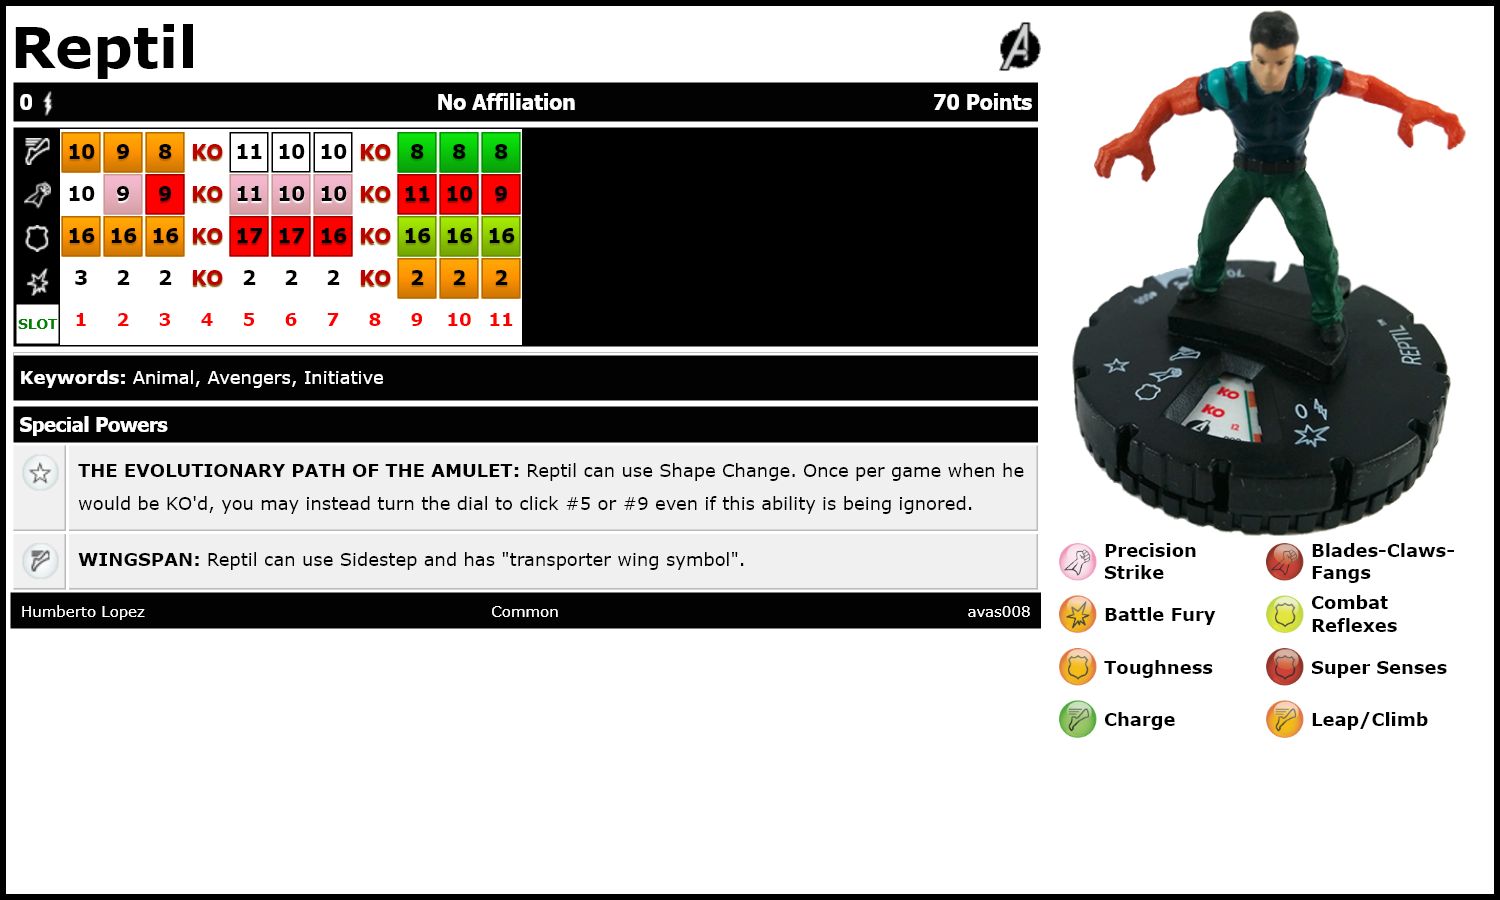 Reptil
0 No Affiliation 70 Points
10 9 8 KO 11 10 10 KO 8 8 8
10 9 9 KO 11 10 10 KO 11 10 9
16 16 16 KO 17 17 16 KO 16 16 16
3 2 2 KO 2 2 2 KO 2 2 2
SLOT 1 2 3 4 5 6 7 8 9 10 11
Keywords: Animal, Avengers, Initiative
Special Powers
THE EVOLUTIONARY PATH OF THE AMULET: Reptil can use Shape Change. Once per game when he
would be KO'd, you may instead turn the dial to click #5 or #9 even if this ability is being ignored.
WINGSPAN: Reptil can use Sidestep and has "transporter wing symbol".
Humberto Lopez Common avas008
REPTIL
KO
KO
12
0
Precision
Strike
Blades-Claws-
Fangs
Battle Fury
Combat
Reflexes
Toughness
Super Senses
Charge
Leap/Climb